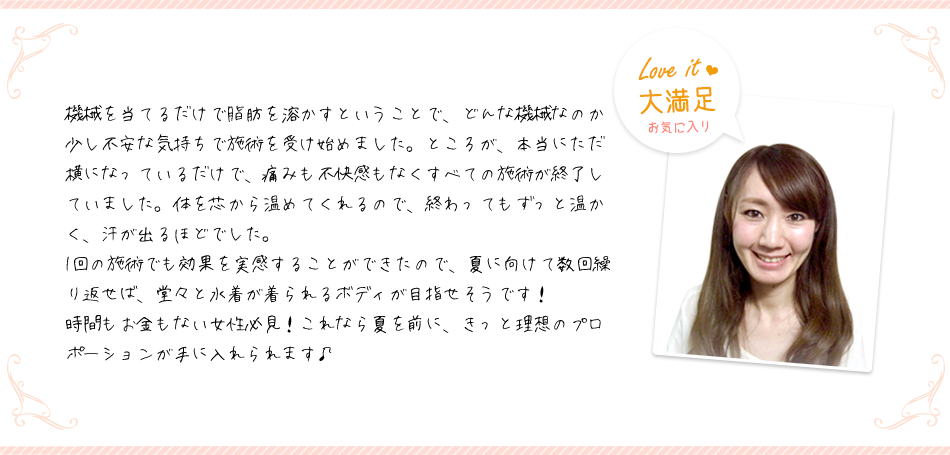 Love it
大満足
お気に入り
機械を当てるだけで脂肪を溶かすということで、どんな機械なのか
少し不安な気持ちで施術を受け始めました。ところが、本当にただ
横になっているだけで、痛みも不快感もなくすべての施術が終了し
ていました。体を芯から温めてくれるので、終わってもずっと温か
く、汗が出るほどでした。
1回の施術でも効果を実感することができたので、夏に向けて数回繰
り返せば、堂々と水着が着られるボディが目指せそうです！
時間もお金もない女性必見！これなら夏を前に、きっと理想のプロ
ポーションが手に入れられます♪